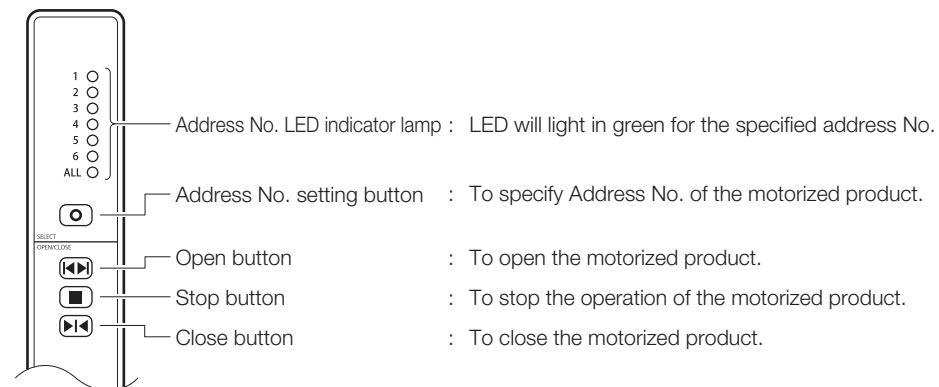 1
2
3
4
5
6
ALL
Address No. LED indicator lamp : LED will light in green for the specified address No.
Address No. setting button : To specify Address No. of the motorized product.
SELECT
OPEN/CLOSE
Open button : To open the motorized product.
Stop button : To stop the operation of the motorized product.
Close button : To close the motorized product.